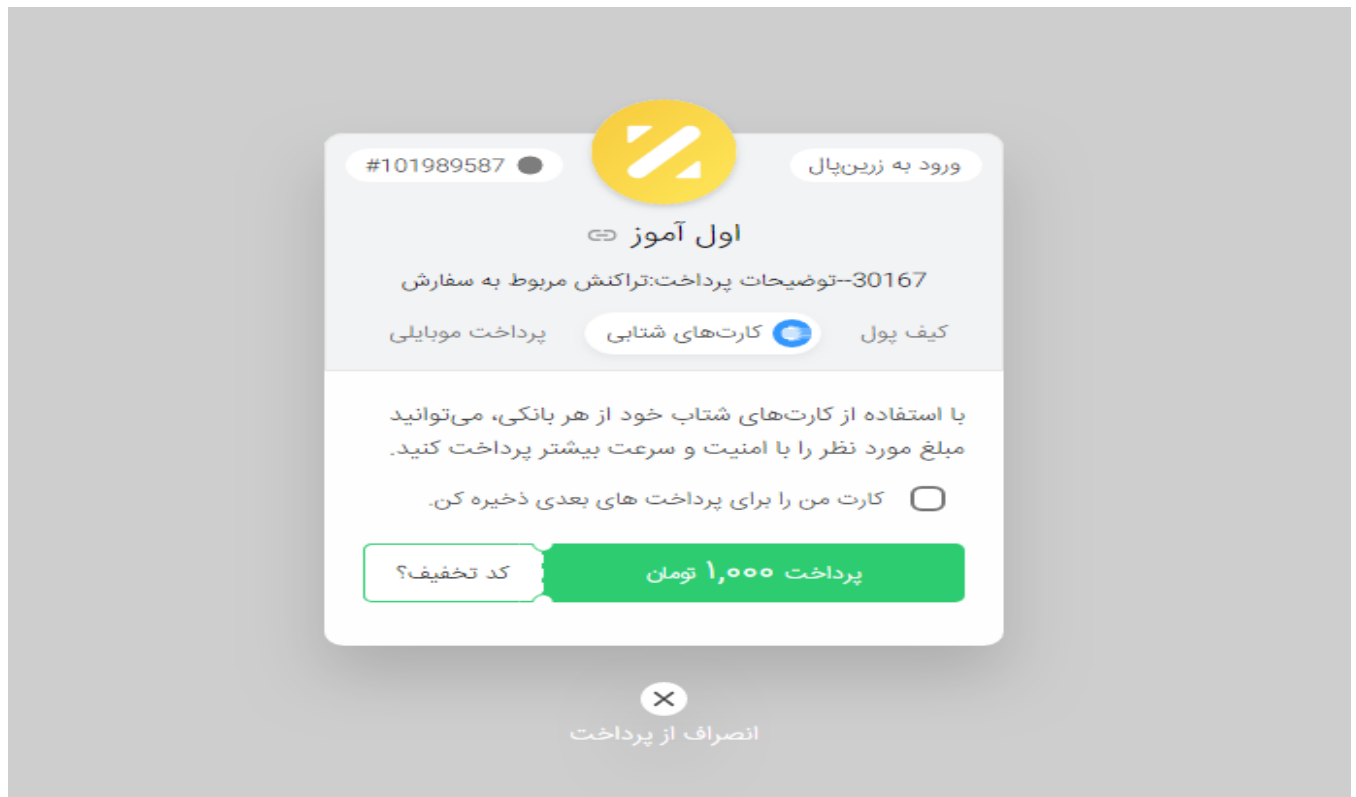 ورود به زرین‌پال
#101989587
اول آموز
30167--توضیحات پرداخت:تراکنش مربوط به سفارش
کیف پول
کارت‌های شتابی
پرداخت موبایلی
با استفاده از کارت‌های شتاب خود از هر بانکی، می‌توانید
مبلغ مورد نظر را با امنیت و سرعت بیشتر پرداخت کنید.
کارت من را برای پرداخت های بعدی ذخیره کن.
پرداخت ۱,۰۰۰ تومان
کد تخفیف؟
انصراف از پرداخت